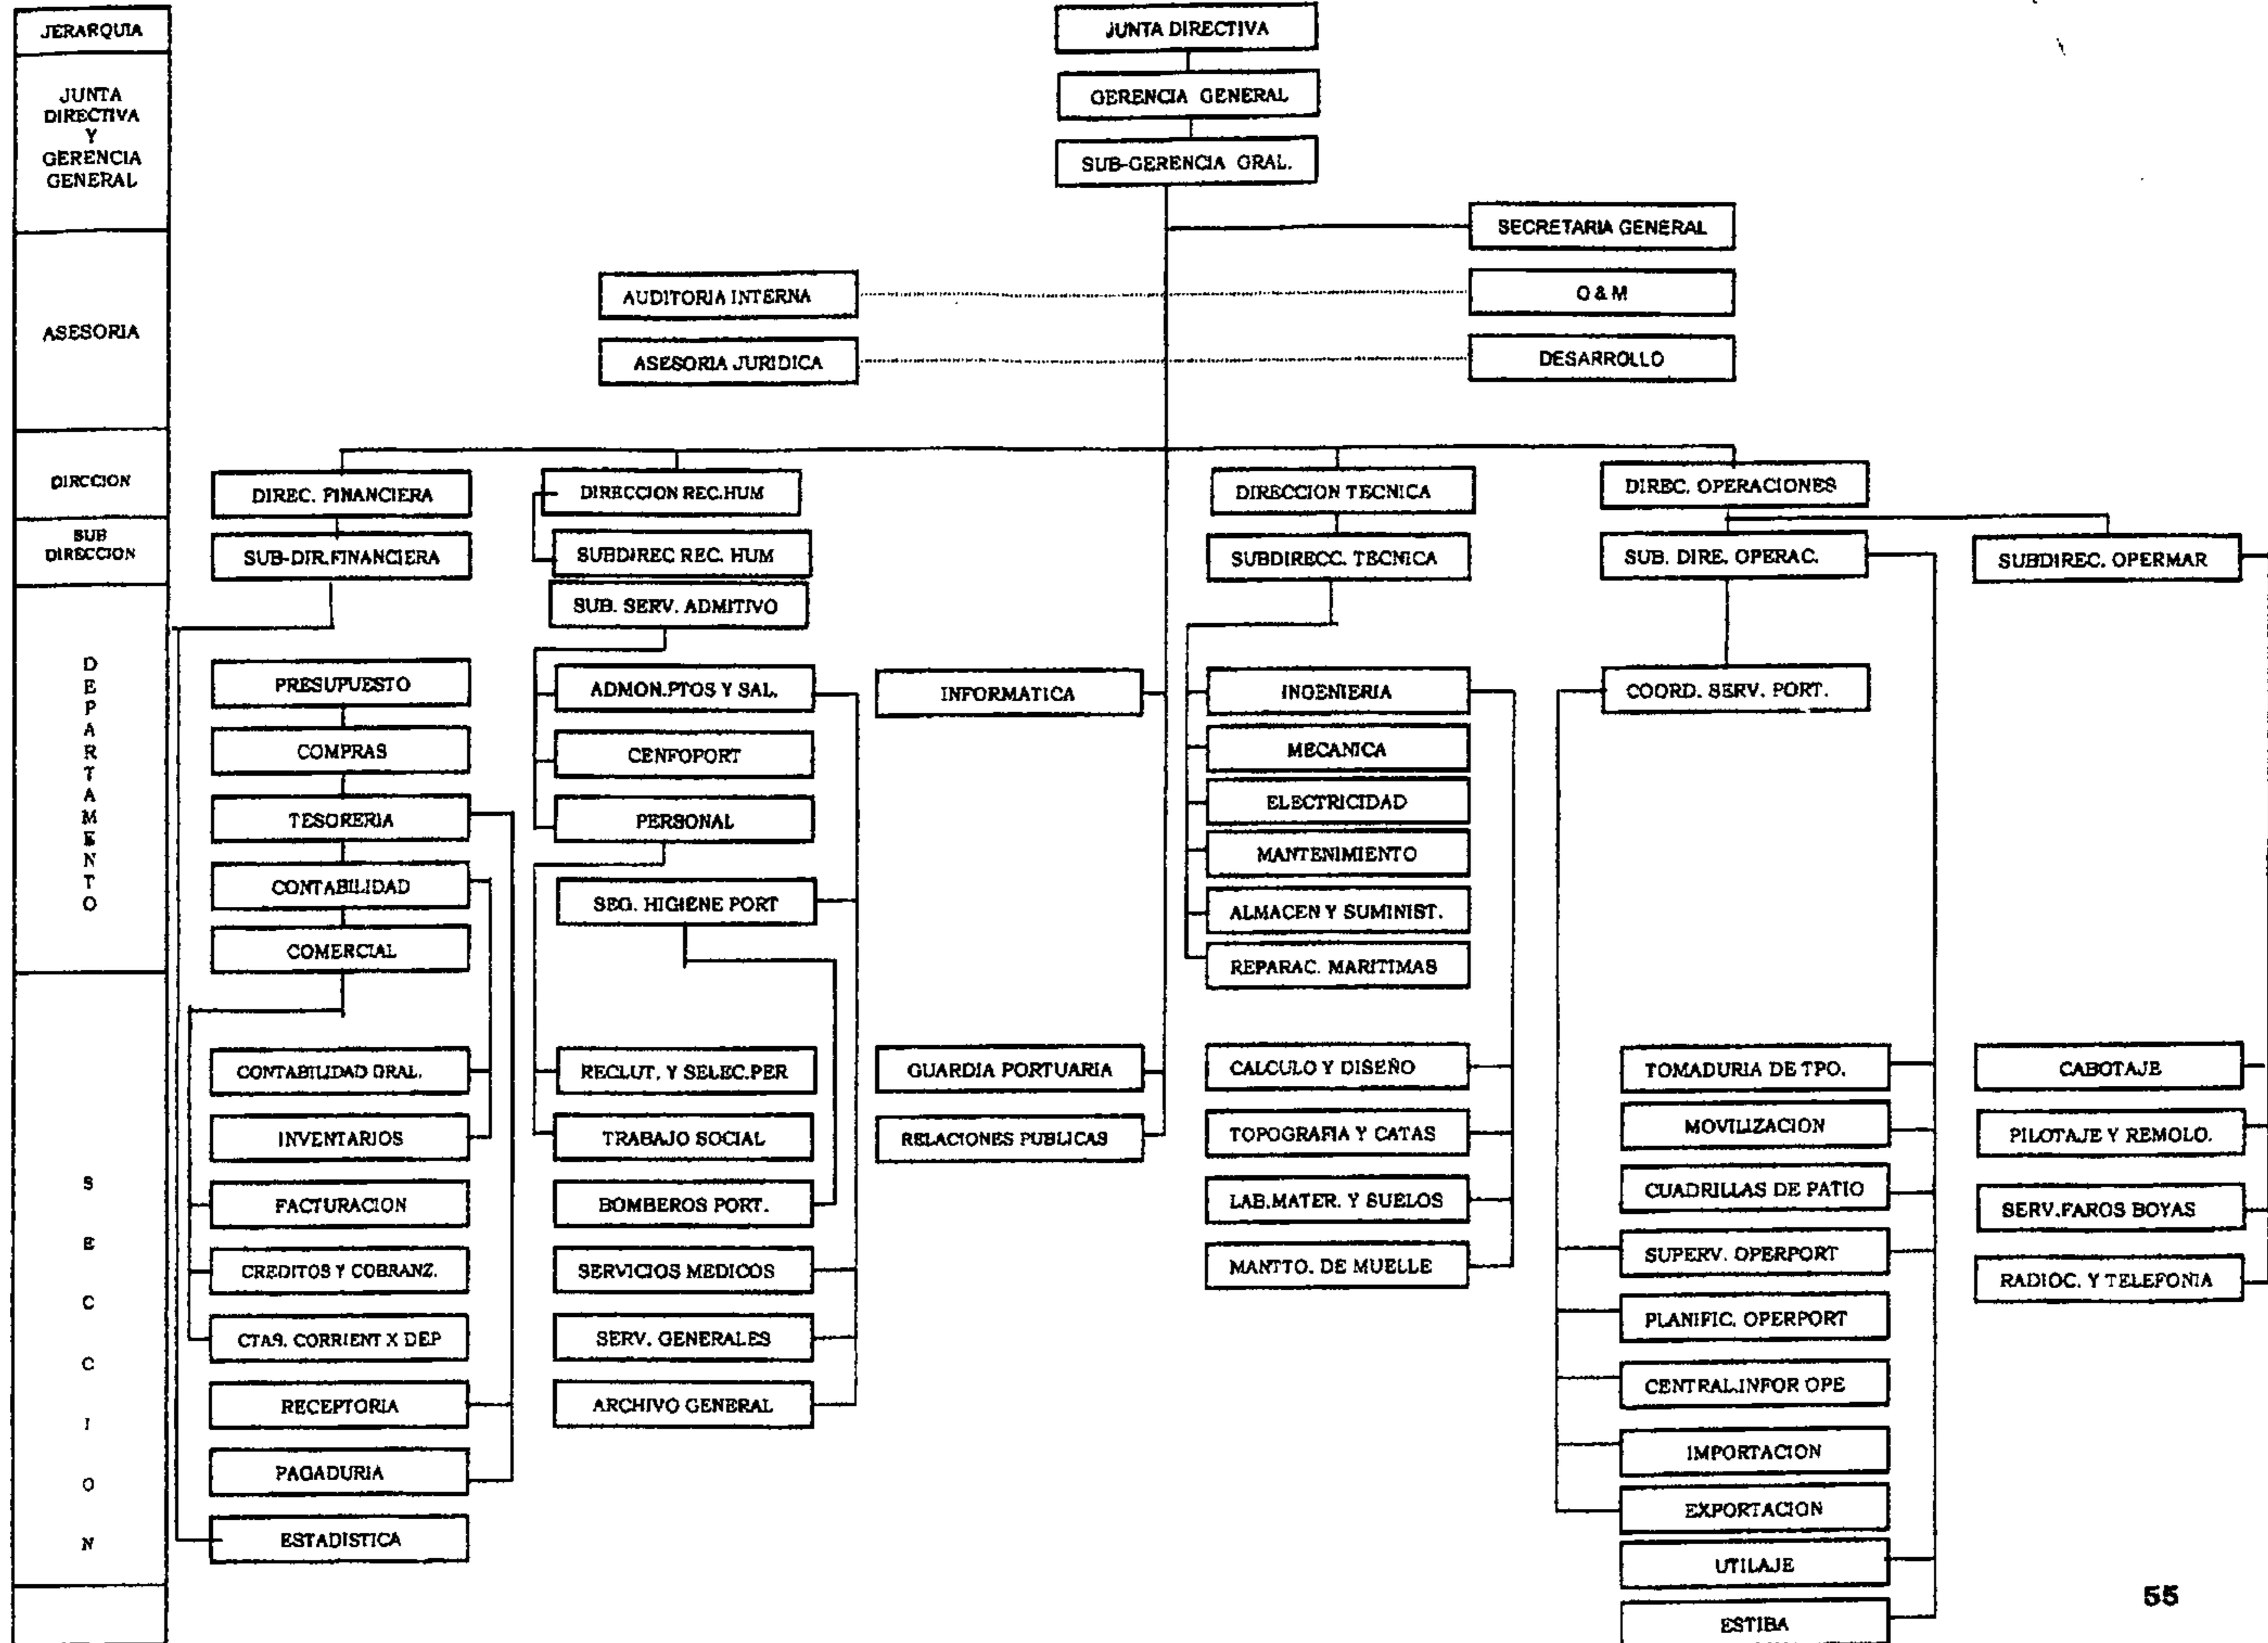 JERARQUIA
JUNTA
DIRECTIVA
Y
GERENCIA
GENERAL
ASESORIA
DIRCCION
SUB
DIRECCION
D
E
P
A
R
T
A
M
E
N
T
O
S
E
C
C
I
O
N
JUNTA DIRECTIVA
GERENCIA GENERAL
SUB-GERENCIA GRAL.
SECRETARIA GENERAL
AUDITORIA INTERNA
O & M
ASESORIA JURIDICA
DESARROLLO
DIREC. FINANCIERA
SUB-DIR.FINANCIERA
PRESUPUESTO
COMPRAS
TESORERIA
CONTABILIDAD
COMERCIAL
CONTABILIDAD GRAL.
INVENTARIOS
FACTURACION
CREDITOS Y COBRANZ.
CTAS. CORRIENT X DEP
RECEPTORIA
PAGADURIA
ESTADISTICA
DIRECCION REC.HUM
SUBDIREC REC. HUM
SUB. SERV. ADMITIVO
ADMON.PTOS Y SAL.
CENFOPORT
PERSONAL
SEG. HIGIENE PORT
RECLUT. Y SELEC.PER
TRABAJO SOCIAL
BOMBEROS PORT.
SERVICIOS MEDICOS
SERV. GENERALES
ARCHIVO GENERAL
INFORMATICA
GUARDIA PORTUARIA
RELACIONES PUBLICAS
DIRECCION TECNICA
SUBDIRECC. TECNICA
INGENIERIA
MECANICA
ELECTRICIDAD
MANTENIMIENTO
ALMACEN Y SUMINIST.
REPARAC. MARITIMAS
CALCULO Y DISEÑO
TOPOGRAFIA Y CATAS
LAB.MATER. Y SUELOS
MANTTO. DE MUELLE
DIREC. OPERACIONES
SUB. DIRE. OPERAC.
COORD. SERV. PORT.
TOMADURIA DE TPO.
MOVILIZACION
CUADRILLAS DE PATIO
SUPERV. OPERPORT
PLANIFIC. OPERPORT
CENTRAL.INFOR OPE
IMPORTACION
EXPORTACION
UTILAJE
ESTIBA
SUBDIREC. OPERMAR
CABOTAJE
PILOTAJE Y REMOLQ.
SERV.FAROS BOYAS
RADIOC. Y TELEFONIA
55